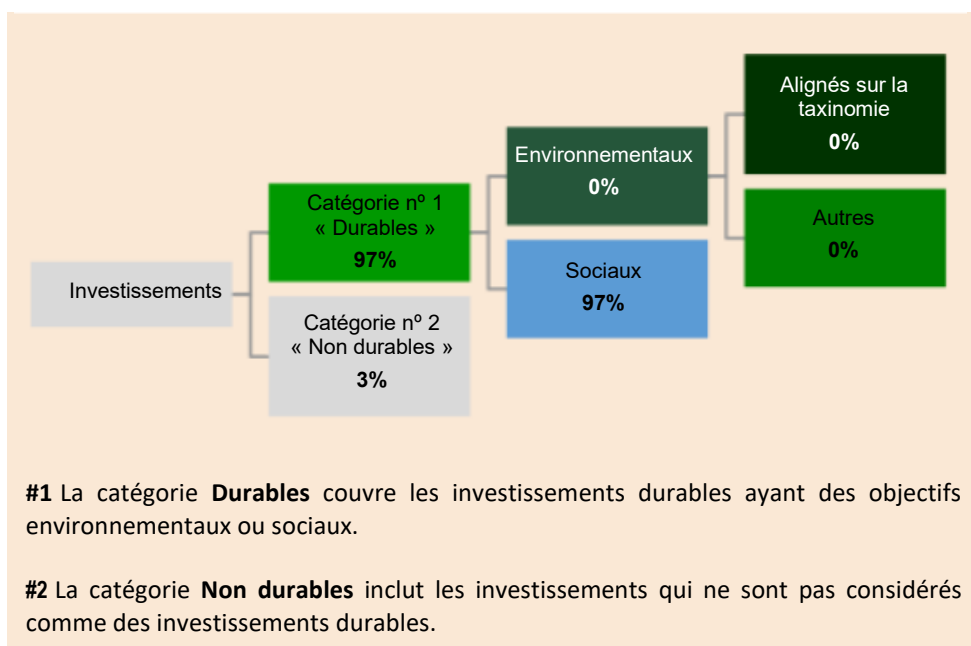 Investissements
Catégorie nº 1
« Durables »
97%
Catégorie nº 2
« Non durables »
3%
Environnementaux
0%
Sociaux
97%
Alignés sur la
taxinomie
0%
Autres
0%
#1 La catégorie Durables couvre les investissements durables ayant des objectifs
environnementaux ou sociaux.
#2 La catégorie Non durables inclut les investissements qui ne sont pas considérés
comme des investissements durables.